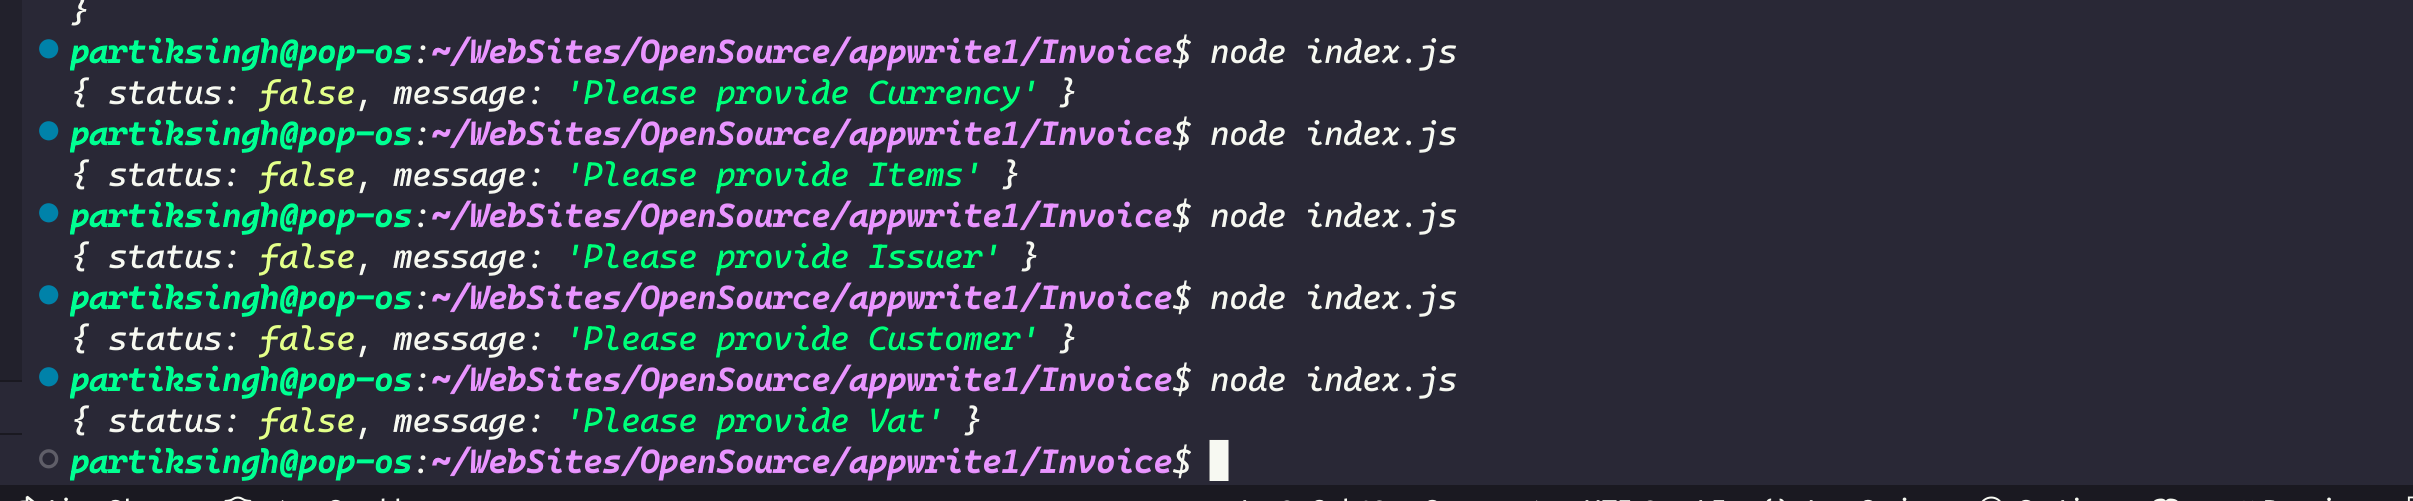 }
partiksingh@pop-os:~/WebSites/OpenSource/appwrite1/Invoice$ node index.js
{ status: false, message: 'Please provide Currency' }
partiksingh@pop-os:~/WebSites/OpenSource/appwrite1/Invoice$ node index.js
{ status: false, message: 'Please provide Items' }
partiksingh@pop-os:~/WebSites/OpenSource/appwrite1/Invoice$ node index.js
{ status: false, message: 'Please provide Issuer' }
partiksingh@pop-os:~/WebSites/OpenSource/appwrite1/Invoice$ node index.js
{ status: false, message: 'Please provide Customer' }
partiksingh@pop-os:~/WebSites/OpenSource/appwrite1/Invoice$ node index.js
{ status: false, message: 'Please provide Vat' }
partiksingh@pop-os:~/WebSites/OpenSource/appwrite1/Invoice$